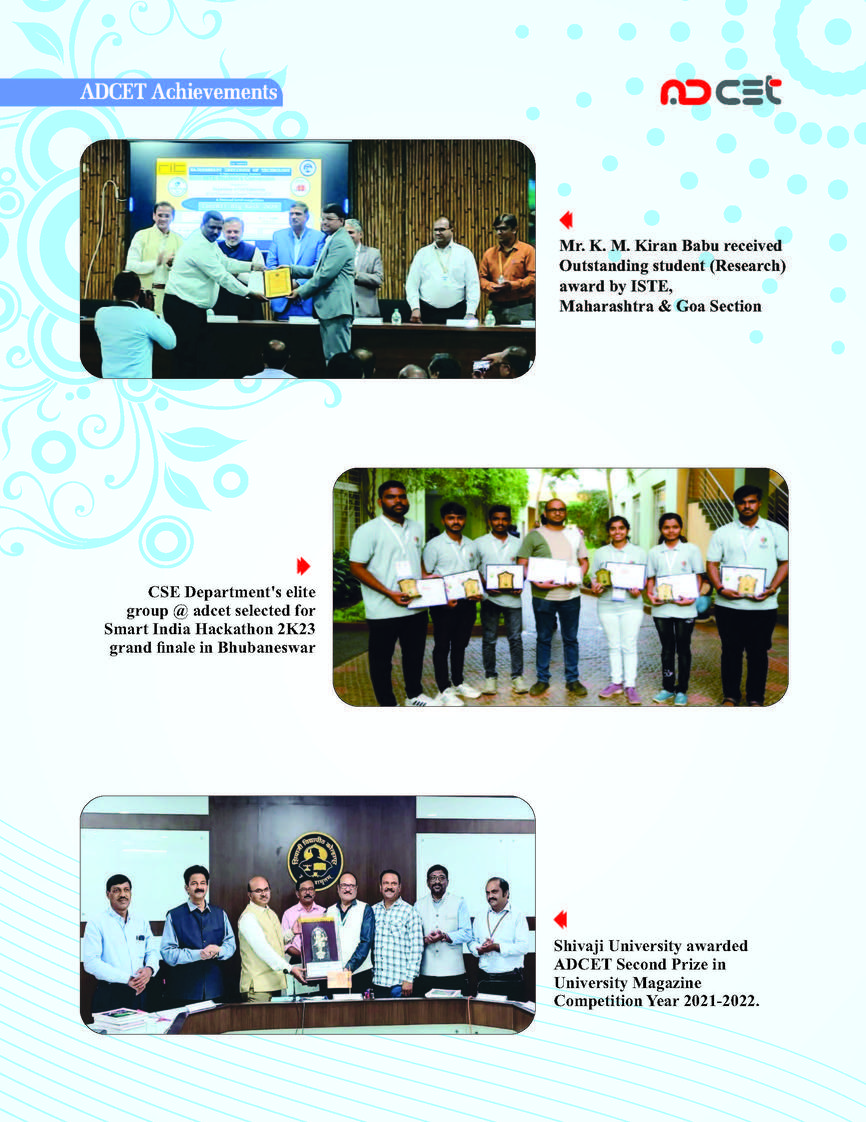 ADCET Achievements
ADCET
Mr. K. M. Kiran Babu received
Outstanding student (Research)
award by ISTE,
Maharashtra & Goa Section
CSE Department's elite
group @ adcet selected for
Smart India Hackathon 2K23
grand finale in Bhubaneswar
Shivaji University awarded
ADCET Second Prize in
University Magazine
Competition Year 2021-2022.